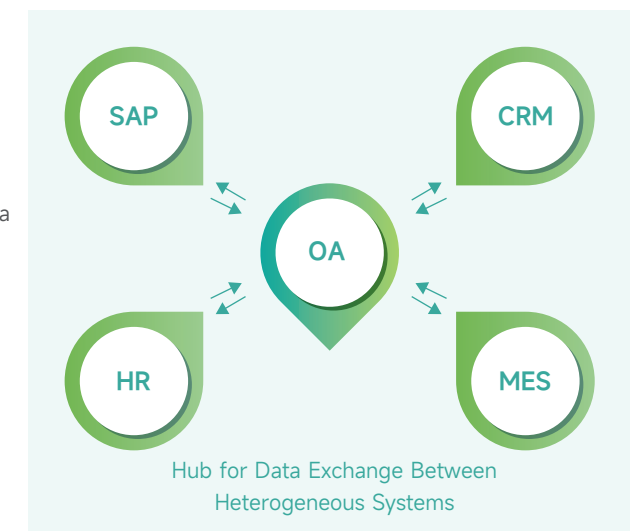 SAP
CRM
a
OA
HR
MES
Hub for Data Exchange Between
Heterogeneous Systems